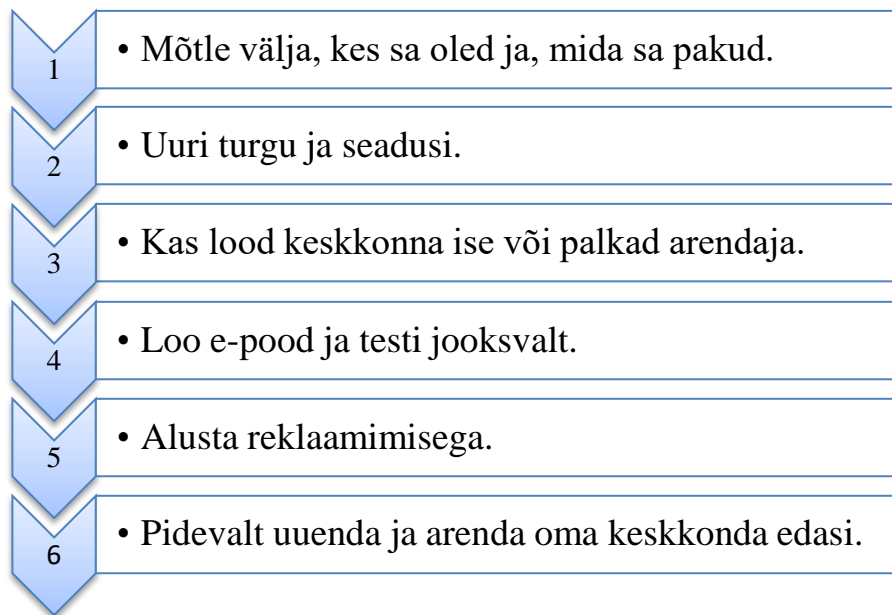 1 • Mõtle välja, kes sa oled ja, mida sa pakud.
2 • Uuri turgu ja seadusi.
3 • Kas lood keskkonna ise või palkad arendaja.
4 • Loo e-pood ja testi jooksvalt.
5 • Alusta reklaamimisega.
6 • Pidevalt uuenda ja arenda oma keskkonda edasi.